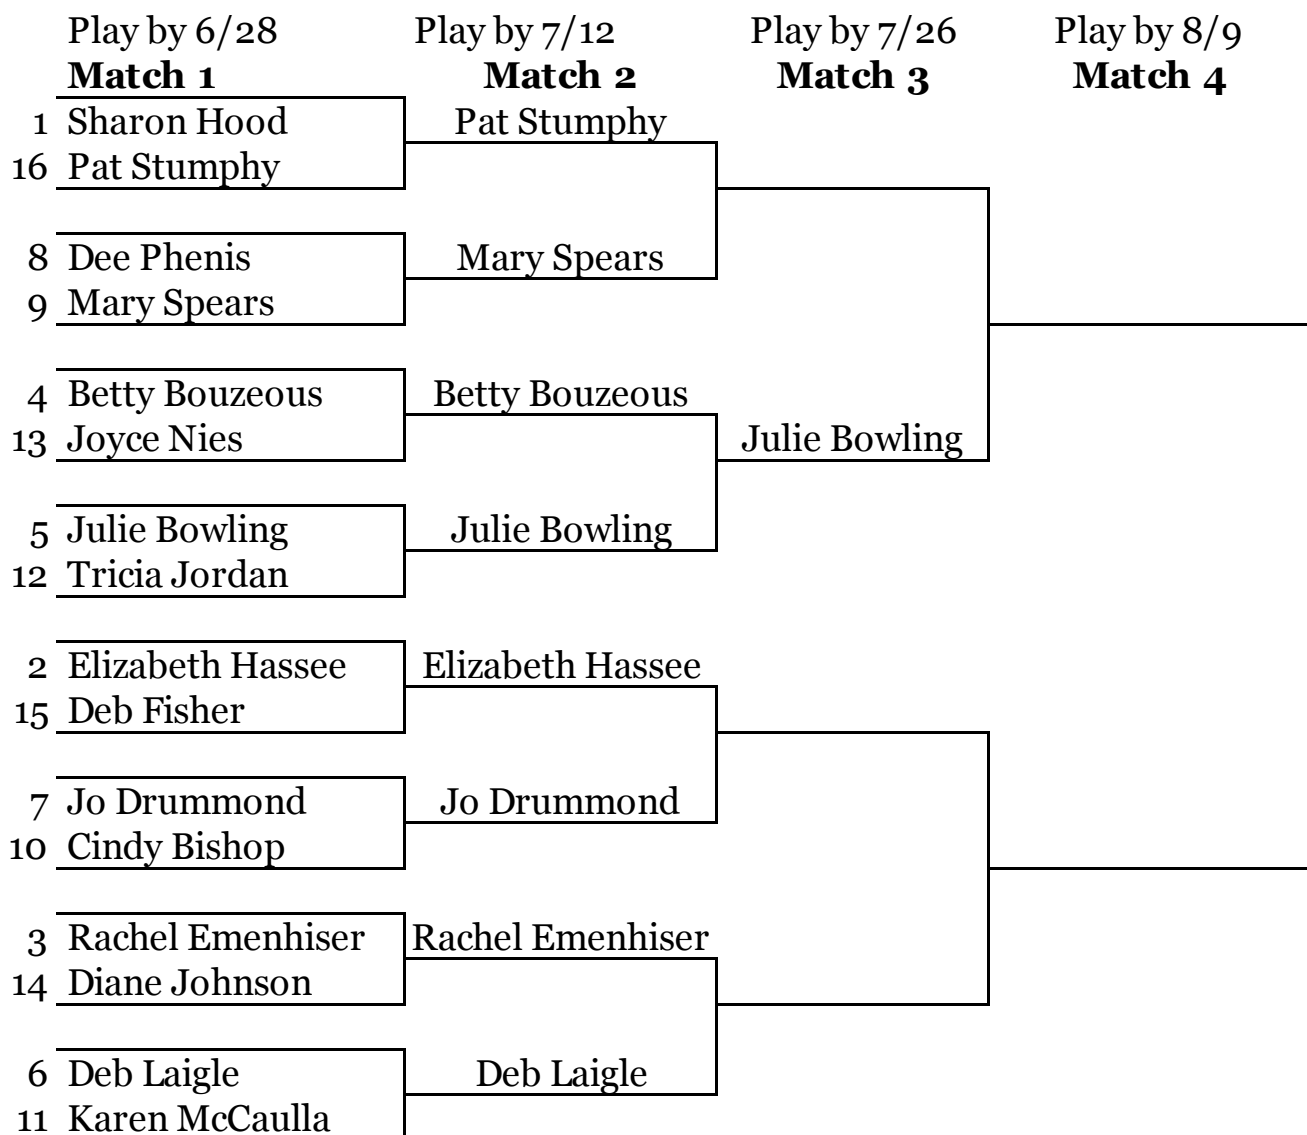 Play by 6/28 Play by 7/12 Play by 7/26 Play by 8/9
Match 1 Match 2 Match 3 Match 4
1 Sharon Hood Pat Stumphy
16 Pat Stumphy
8 Dee Phenis Mary Spears
9 Mary Spears
4 Betty Bouzeous Betty Bouzeous
13 Joyce Nies Julie Bowling
5 Julie Bowling Julie Bowling
12 Tricia Jordan
2 Elizabeth Hassee Elizabeth Hassee
15 Deb Fisher
7 Jo Drummond Jo Drummond
10 Cindy Bishop
3 Rachel Emenhiser Rachel Emenhiser
14 Diane Johnson
6 Deb Laigle Deb Laigle
11 Karen McCaulla